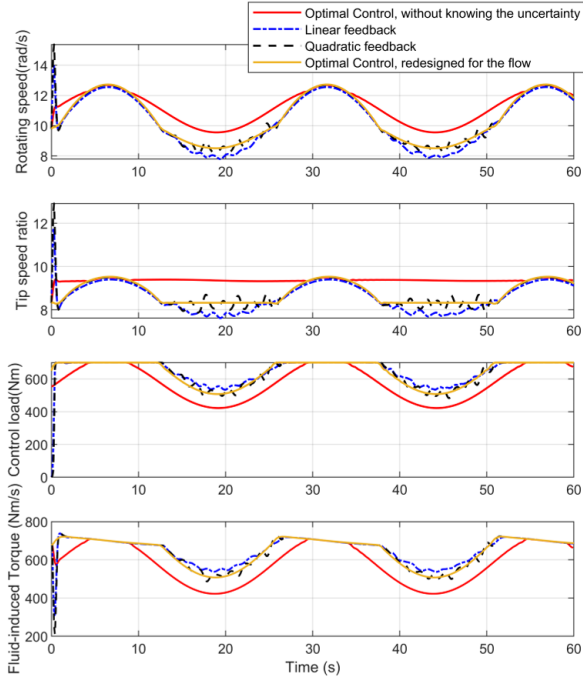 Optimal Control, without knowing the uncertainty
Linear feedback
Quadratic feedback
Optimal Control, redesigned for the flow
Rotating speed(rad/s)
14
12
10
8
0 10 20 30 40 50 60
Tip speed ratio
12
10
8
0 10 20 30 40 50 60
Control load(Nm)
600
400
200
0
0 10 20 30 40 50 60
Fluid-induced Torque (Nm/s)
800
600
400
200
0 10 20 30 40 50 60
Time (s)